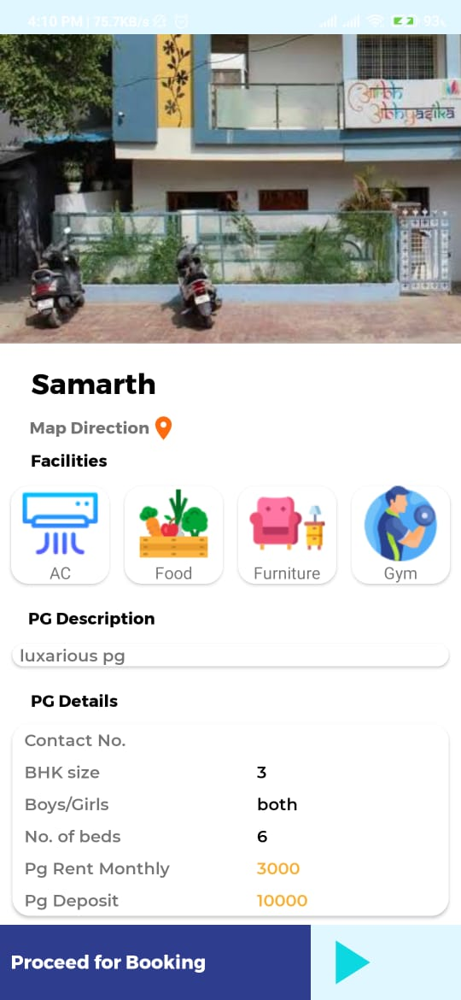 4:10 PM | 75.7KB/s
93
Samarth
Map Direction
Facilities
AC Food Furniture Gym
PG Description
luxarious pg
PG Details
Contact No.
BHK size 3
Boys/Girls both
No. of beds 6
Pg Rent Monthly 3000
Pg Deposit 10000
Proceed for Booking